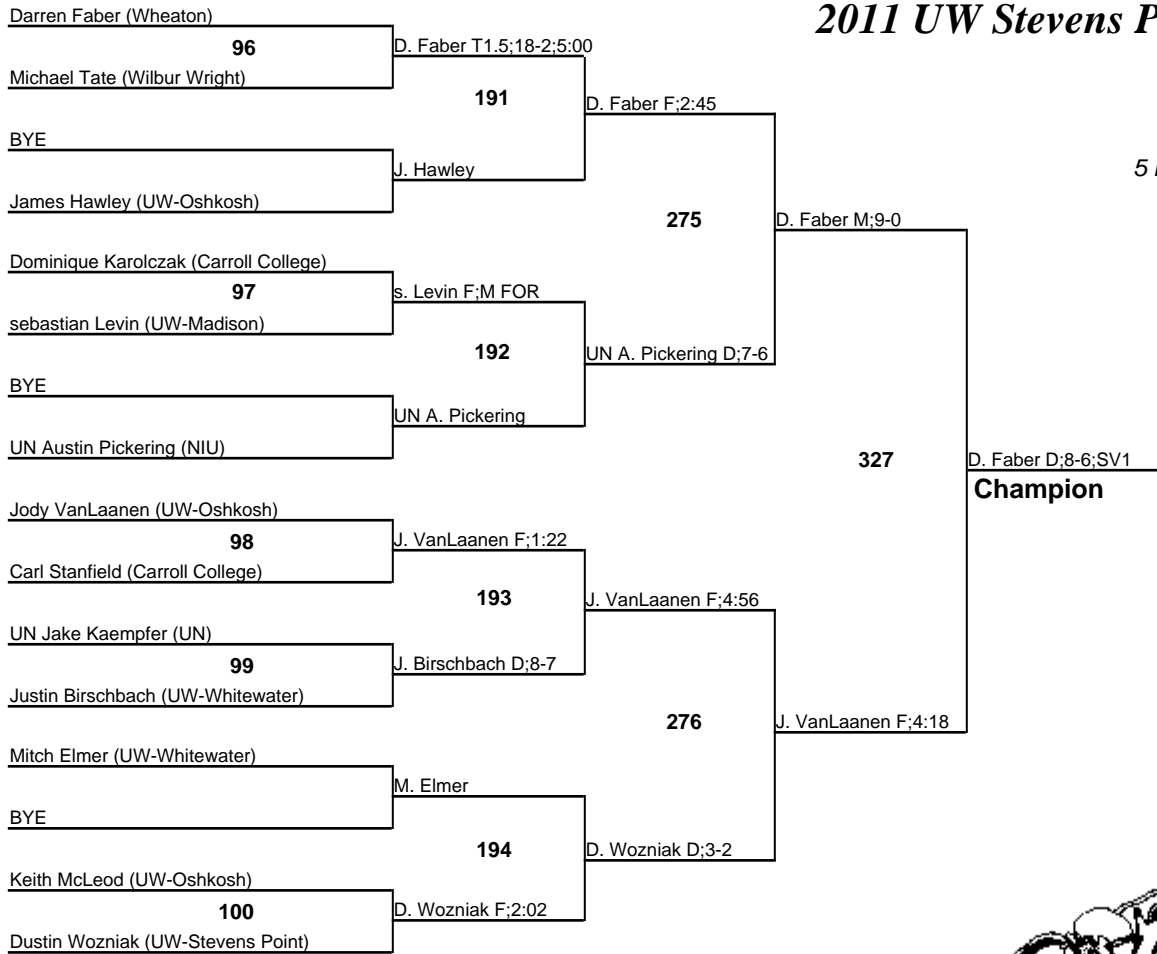 2011 UW Stevens P
5
Darren Faber (Wheaton)
96
Michael Tate (Wilbur Wright)
D. Faber T1.5;18-2;5:00
191
BYE
James Hawley (UW-Oshkosh)
J. Hawley
D. Faber F;2:45
275
Dominique Karolczak (Carroll College)
97
sebastian Levin (UW-Madison)
s. Levin F;M FOR
192
BYE
UN Austin Pickering (NIU)
UN A. Pickering
UN A. Pickering D;7-6
D. Faber M;9-0
327
D. Faber D;8-6;SV1
Champion
Jody VanLaanen (UW-Oshkosh)
98
Carl Stanfield (Carroll College)
J. VanLaanen F;1:22
193
UN Jake Kaempfer (UN)
99
Justin Birschbach (UW-Whitewater)
J. Birschbach D;8-7
J. VanLaanen F;4:56
276
J. VanLaanen F;4:18
Mitch Elmer (UW-Whitewater)
BYE
M. Elmer
194
D. Wozniak D;3-2
Keith McLeod (UW-Oshkosh)
100
Dustin Wozniak (UW-Stevens Point)
D. Wozniak F;2:02